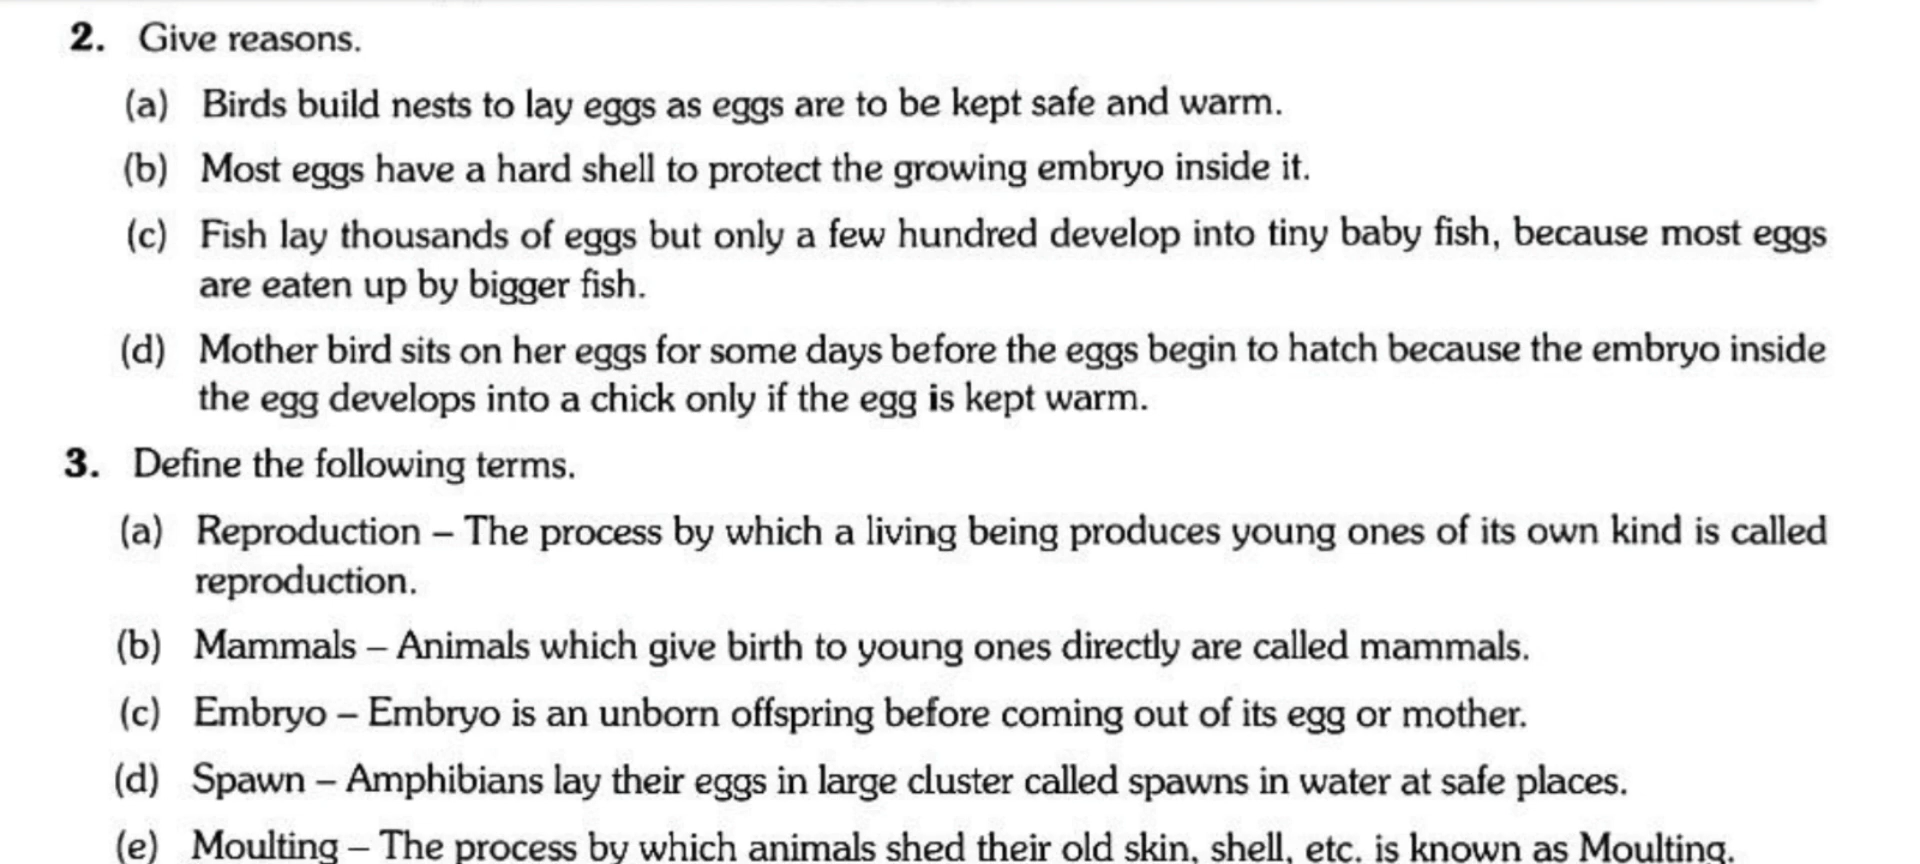 2. Give reasons.
(a) Birds build nests to lay eggs as eggs are to be kept safe and warm.
(b) Most eggs have a hard shell to protect the growing embryo inside it.
(c) Fish lay thousands of eggs but only a few hundred develop into tiny baby fish, because most eggs
are eaten up by bigger fish.
(d) Mother bird sits on her eggs for some days before the eggs begin to hatch because the embryo inside
the egg develops into a chick only if the egg is kept warm.
3. Define the following terms.
(a) Reproduction – The process by which a living being produces young ones of its own kind is called
reproduction.
(b) Mammals – Animals which give birth to young ones directly are called mammals.
(c) Embryo – Embryo is an unborn offspring before coming out of its egg or mother.
(d) Spawn – Amphibians lay their eggs in large cluster called spawns in water at safe places.
(e) Moulting – The process by which animals shed their old skin, shell, etc. is known as Moulting.